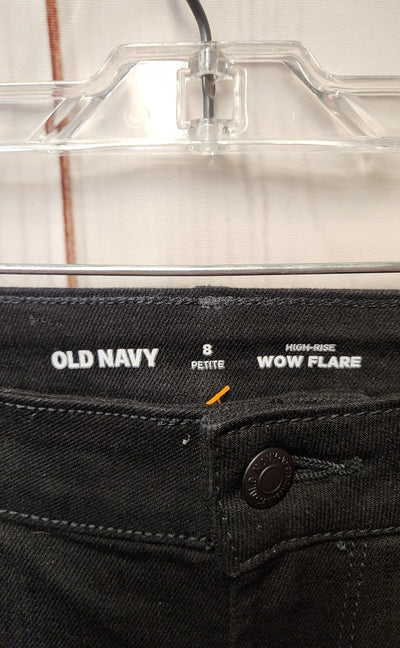 OLD NAVY
8
PETITE
HIGH-RISE
WOW FLARE